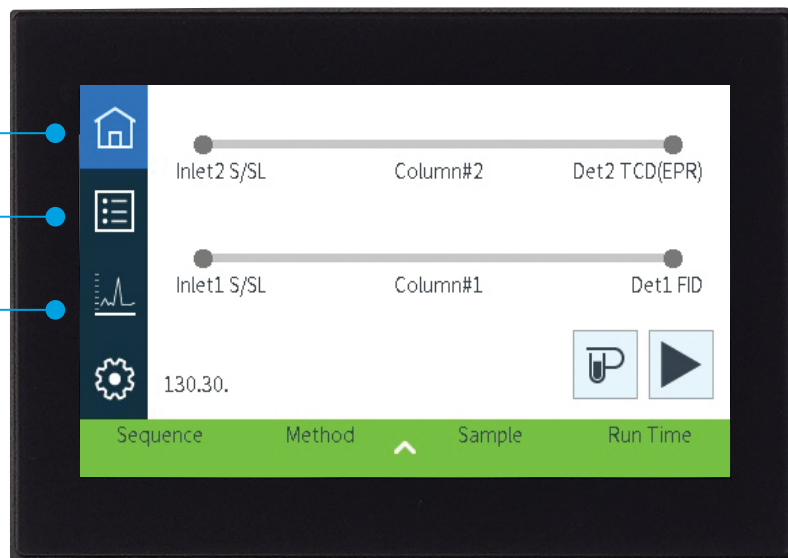 Inlet2 S/SL Column#2 Det2 TCD(EPR)
Inlet1 S/SL Column#1 Det1 FID
130.30.
Sequence Method Sample Run Time